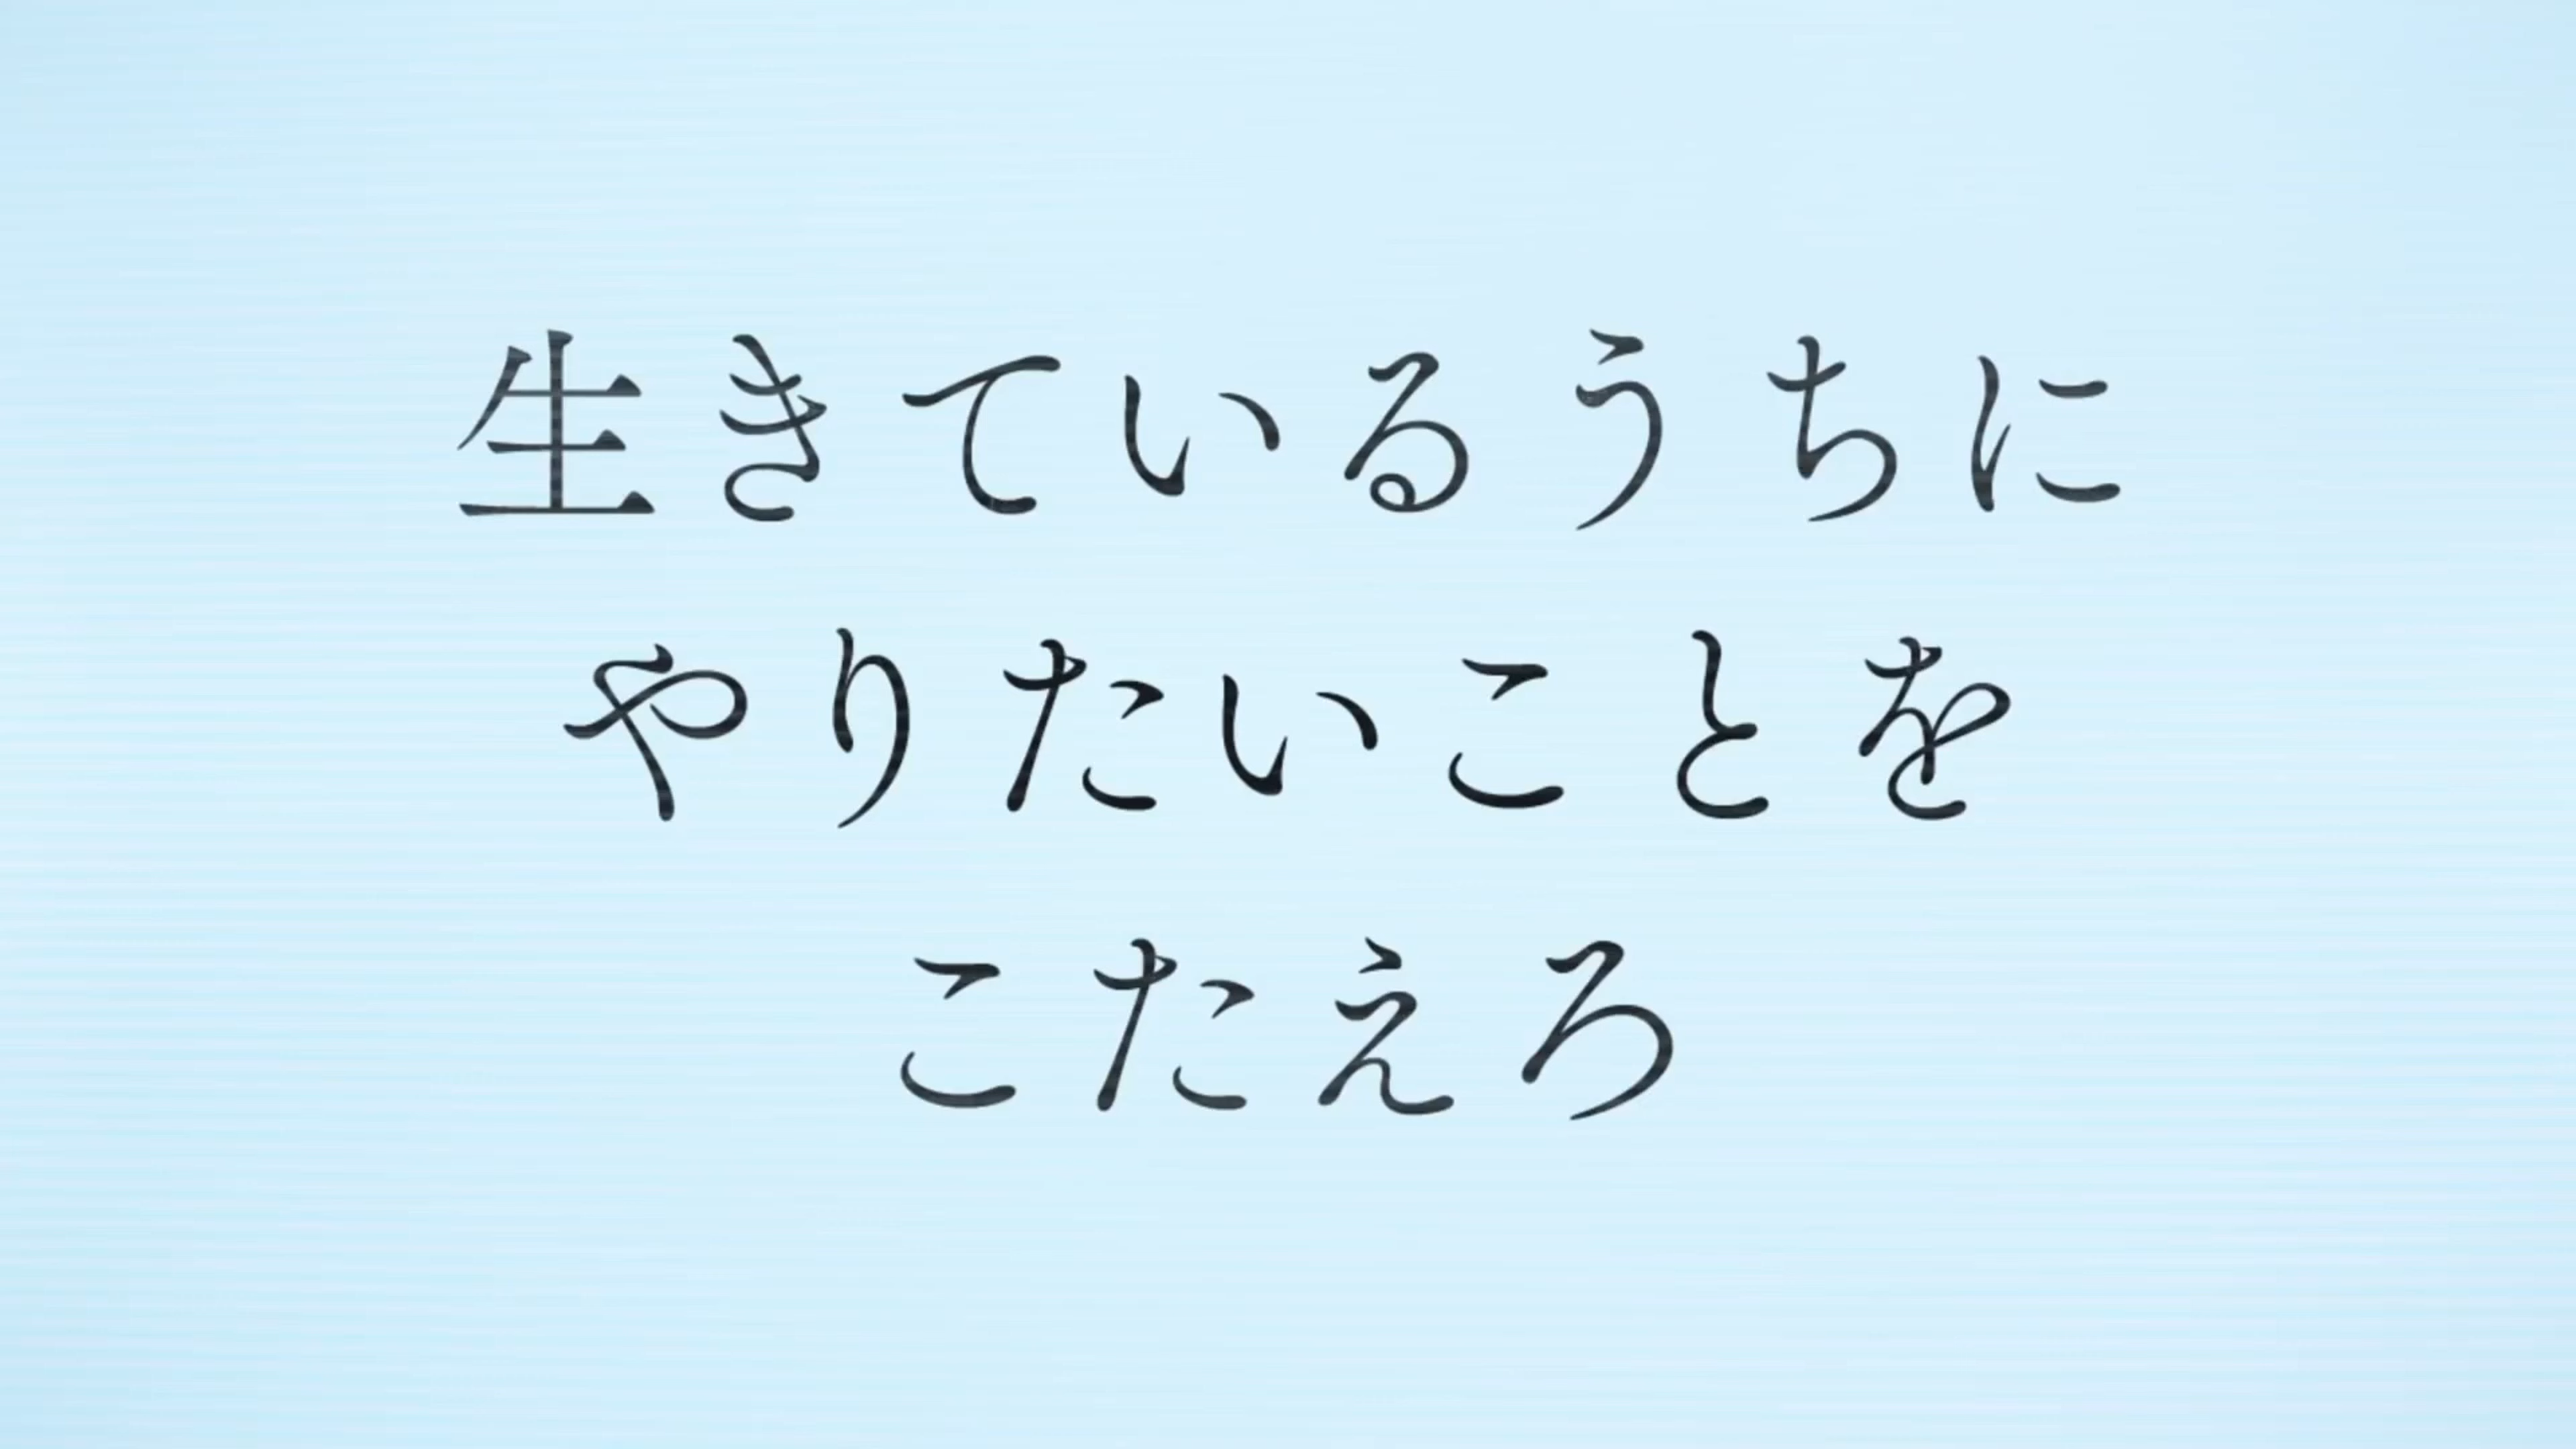 生きているうちに
やりたいことを
こたえろ